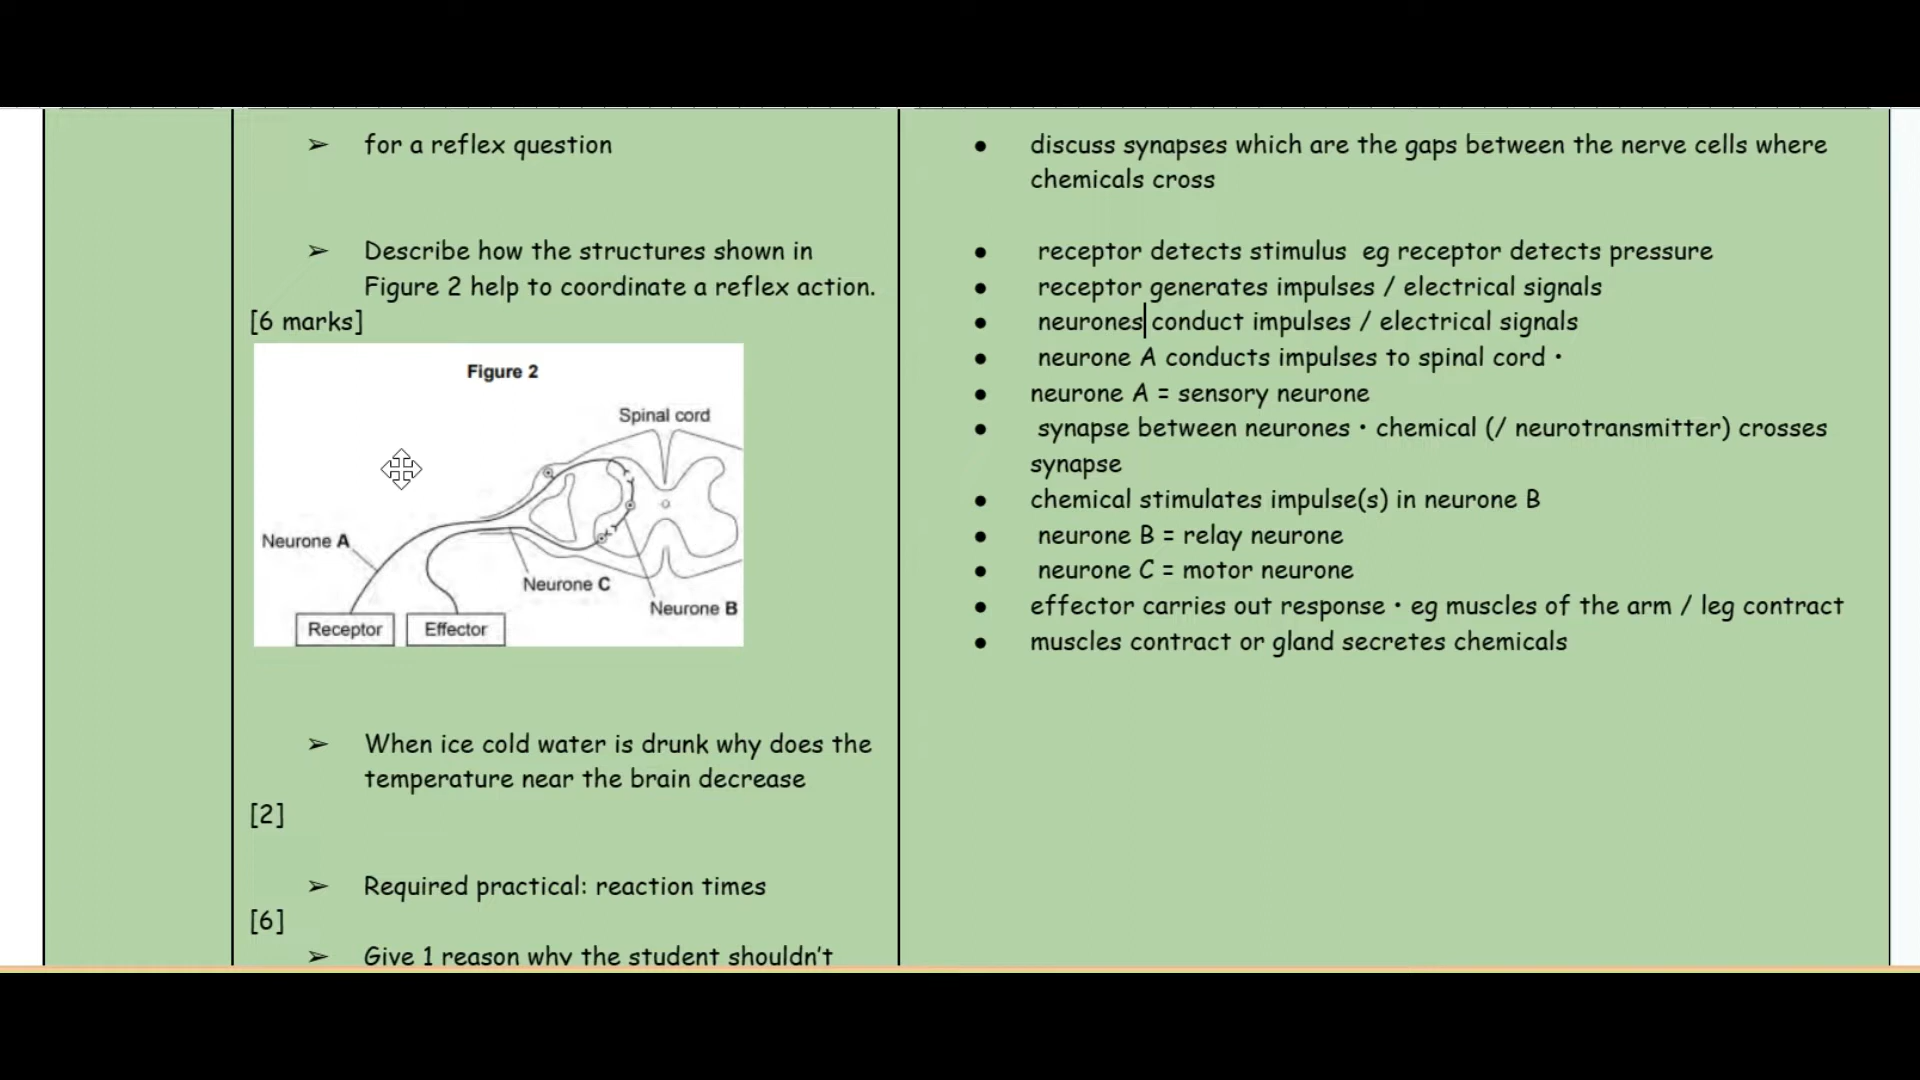 ➢ for a reflex question
➢ Describe how the structures shown in
Figure 2 help to coordinate a reflex action.
[6 marks]
Figure 2
Spinal cord
Neurone A
Neurone C
Neurone B
Receptor
Effector
➢ When ice cold water is drunk why does the
temperature near the brain decrease
[2]
➢ Required practical: reaction times
[6]
➢ Give 1 reason why the student shouldn't
● discuss synapses which are the gaps between the nerve cells where
chemicals cross
● receptor detects stimulus eg receptor detects pressure
● receptor generates impulses / electrical signals
● neurones conduct impulses / electrical signals
● neurone A conducts impulses to spinal cord •
● neurone A = sensory neurone
● synapse between neurones • chemical (/ neurotransmitter) crosses
synapse
● chemical stimulates impulse(s) in neurone B
● neurone B = relay neurone
● neurone C = motor neurone
● effector carries out response • eg muscles of the arm / leg contract
● muscles contract or gland secretes chemicals